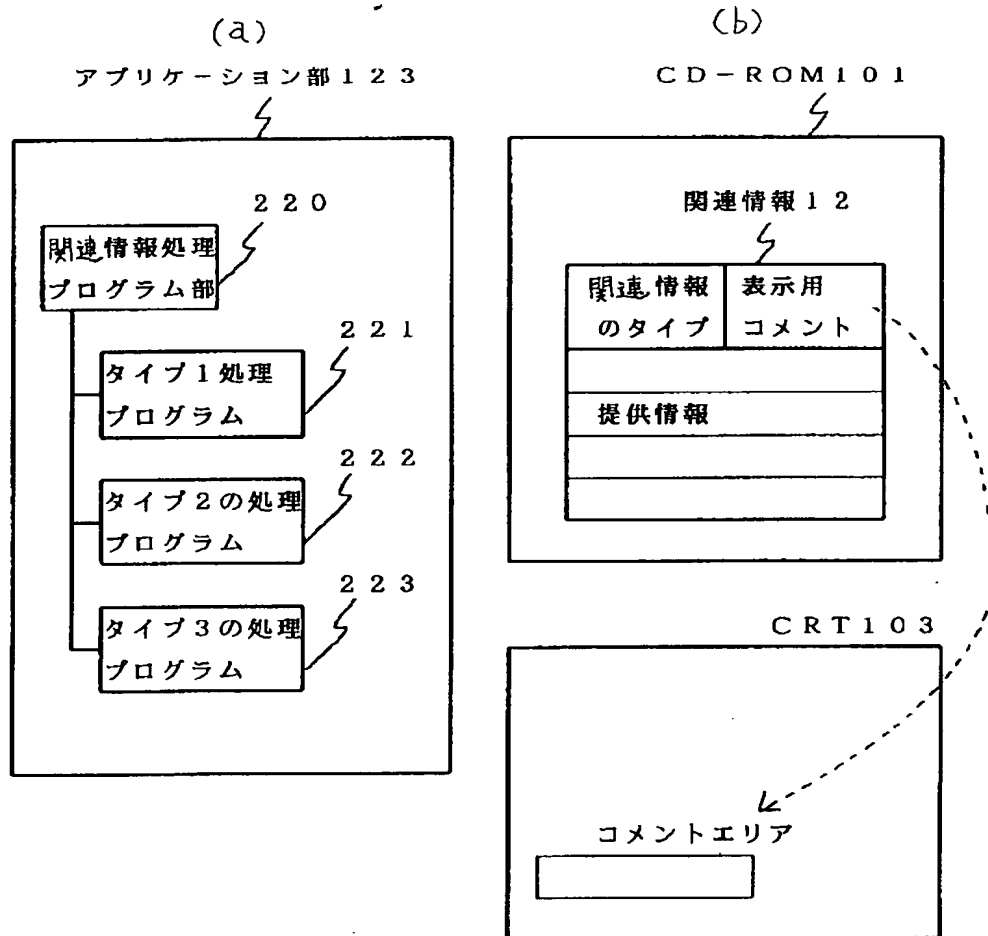 (a)
アプリケーション部123
220
関連情報処理
プログラム部
221
タイプ1処理
プログラム
222
タイプ2の処理
プログラム
223
タイプ3の処理
プログラム
(b)
CD-ROM101
関連情報12
関連情報
のタイプ
表示用
コメント
提供情報
CRT103
コメントエリア